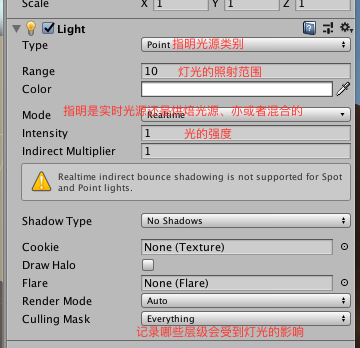 Scale X 1 Y 1 Z 1
Light
Type Point 指明光源类别
Range 10 灯光的照射范围
Color
指明是实时光源还是烘焙光源、亦或者混合的
Mode Realtime
Intensity 1 光的强度
Indirect Multiplier 1
Realtime indirect bounce shadowing is not supported for Spot
and Point lights.
Shadow Type No Shadows
Cookie None (Texture)
Draw Halo
Flare None (Flare)
Render Mode Auto
Culling Mask Everything
记录哪些层级会受到灯光的影响